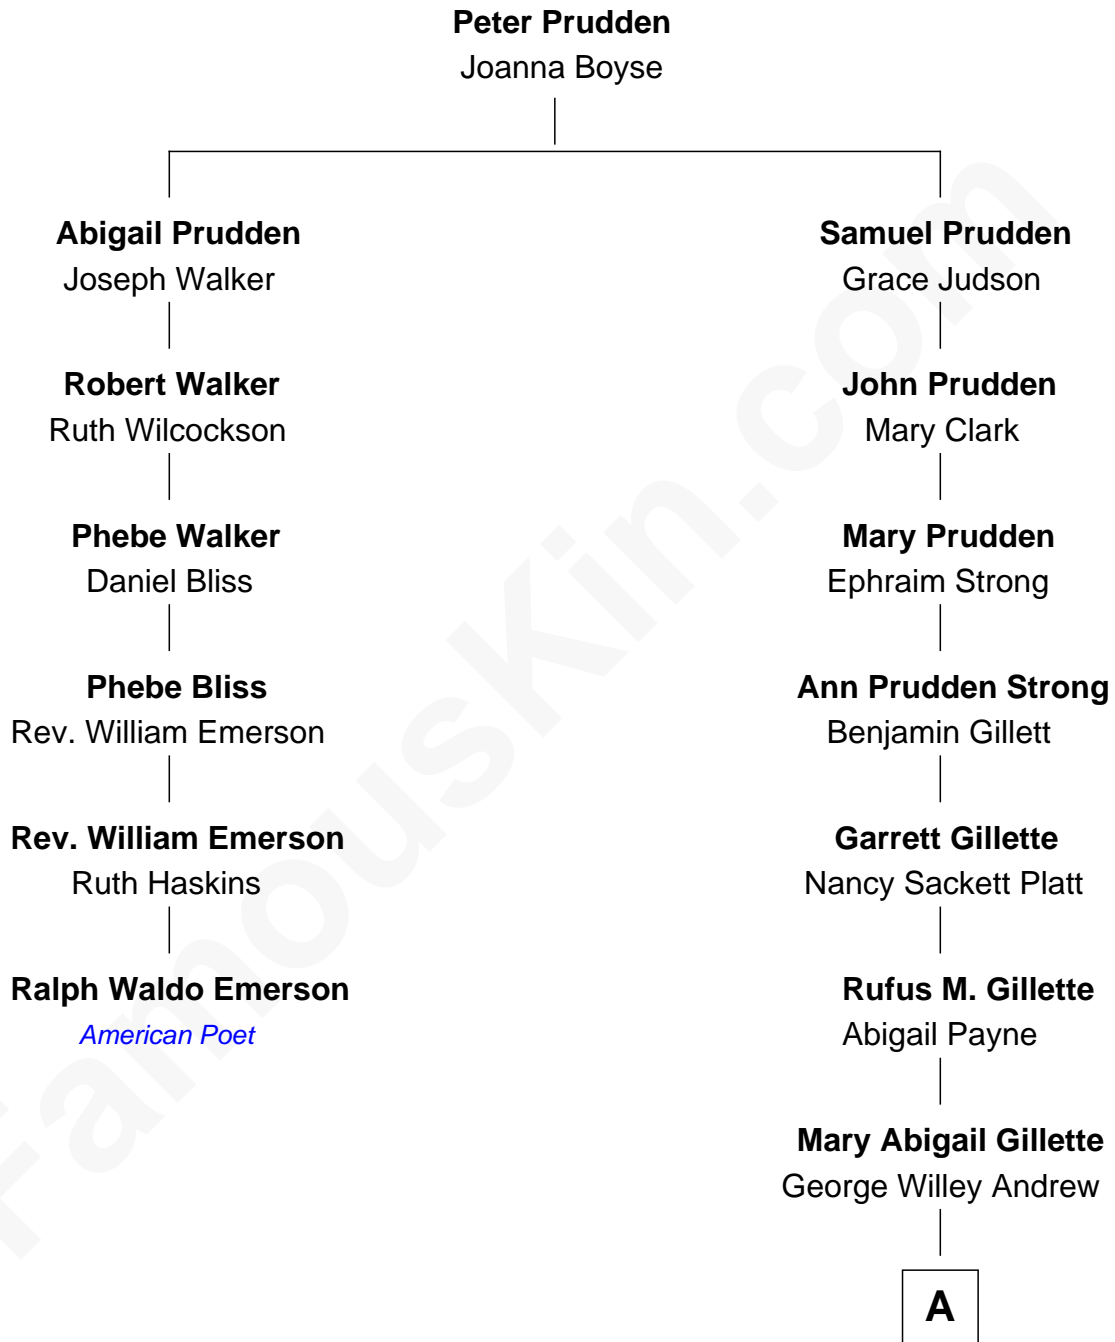 Peter Prudden
Joanna Boyse
Abigail Prudden
Joseph Walker
Samuel Prudden
Grace Judson
Robert Walker
Ruth Wilcockson
John Prudden
Mary Clark
Phebe Walker
Daniel Bliss
Mary Prudden
Ephraim Strong
Phebe Bliss
Rev. William Emerson
Ann Prudden Strong
Benjamin Gillett
Rev. William Emerson
Ruth Haskins
Garrett Gillette
Nancy Sackett Platt
Ralph Waldo Emerson
American Poet
Rufus M. Gillette
Abigail Payne
Mary Abigail Gillette
George Willey Andrew
A
FamousKin.com